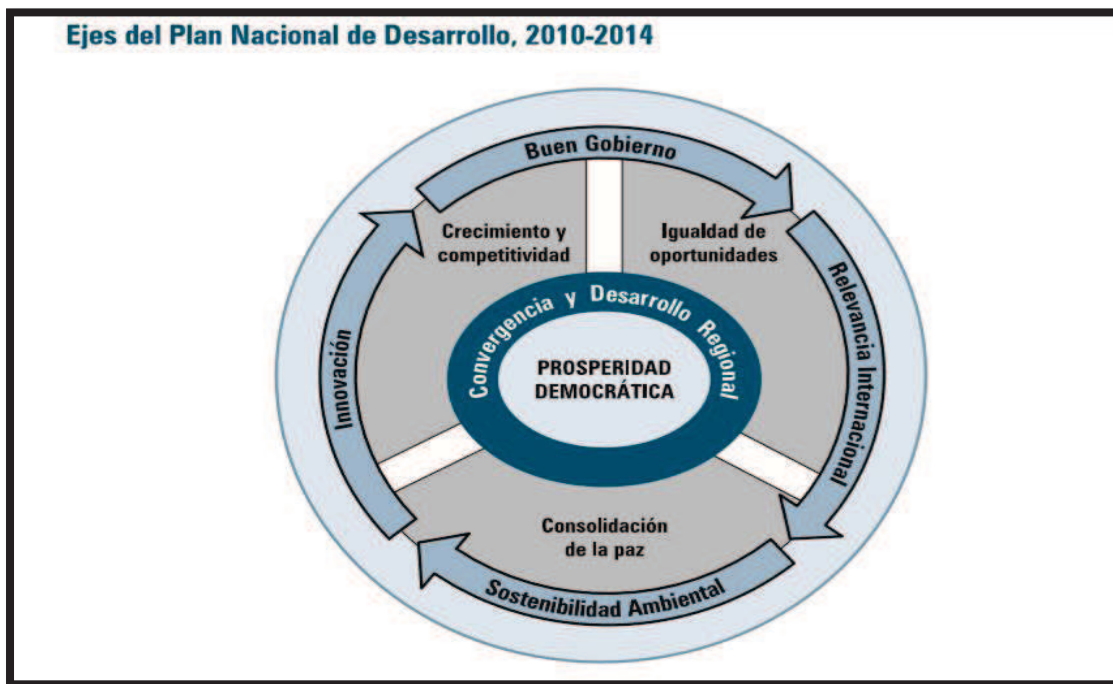 Ejes del Plan Nacional de Desarrollo, 2010-2014
Buen Gobierno
Crecimiento y
competitividad
Igualdad de
oportunidades
Relevancia Internacional
Innovación
Convergencia y Desarrollo Regional
PROSPERIDAD
DEMOCRÁTICA
Consolidación
de la paz
Sostenibilidad Ambiental